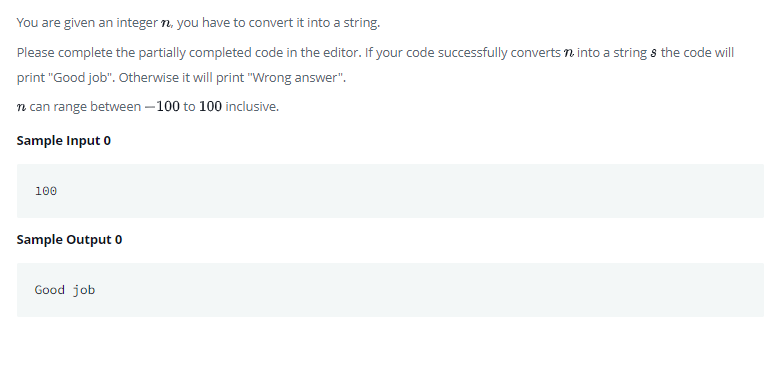 You are given an integer n, you have to convert it into a string.
Please complete the partially completed code in the editor. If your code successfully converts n into a string s the code will
print "Good job". Otherwise it will print "Wrong answer".
n can range between −100 to 100 inclusive.
Sample Input 0
100
Sample Output 0
Good job